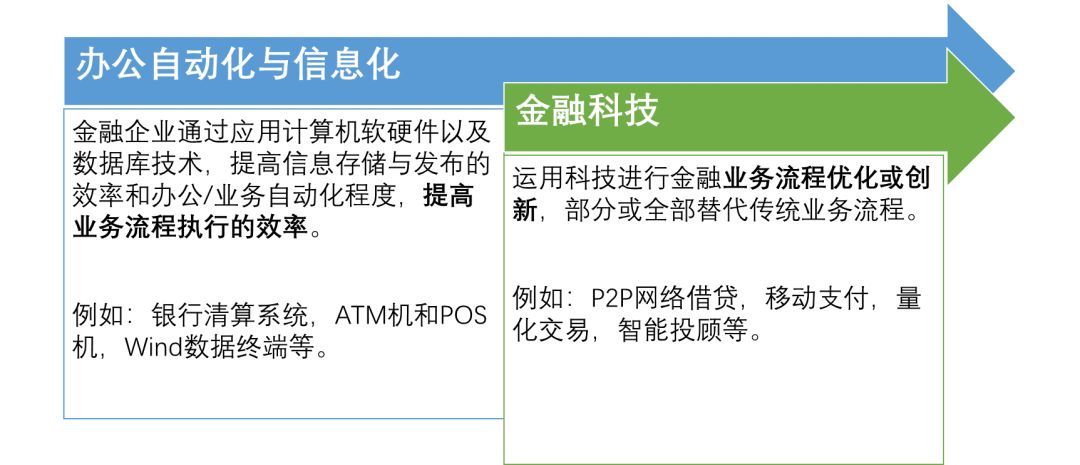 办公自动化与信息化
金融企业通过应用计算机软硬件以及
数据库技术，提高信息存储与发布的
效率和办公/业务自动化程度，提高
业务流程执行的效率。
例如：银行清算系统，ATM机和POS
机，Wind数据终端等。
金融科技
运用科技进行金融业务流程优化或创
新，部分或全部替代传统业务流程。
例如：P2P网络借贷，移动支付，量
化交易，智能投顾等。